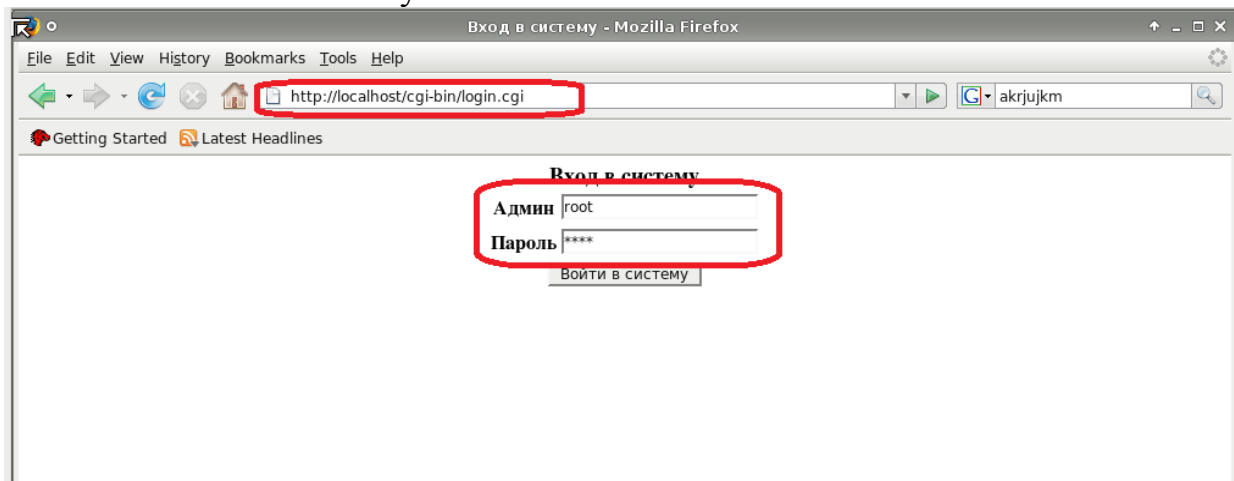 Вход в систему - Mozilla Firefox
File Edit View History Bookmarks Tools Help
http://localhost/cgi-bin/login.cgi
G akrjujkm
Getting Started Latest Headlines
Вход в систему
Админ root
Пароль ****
Войти в систему